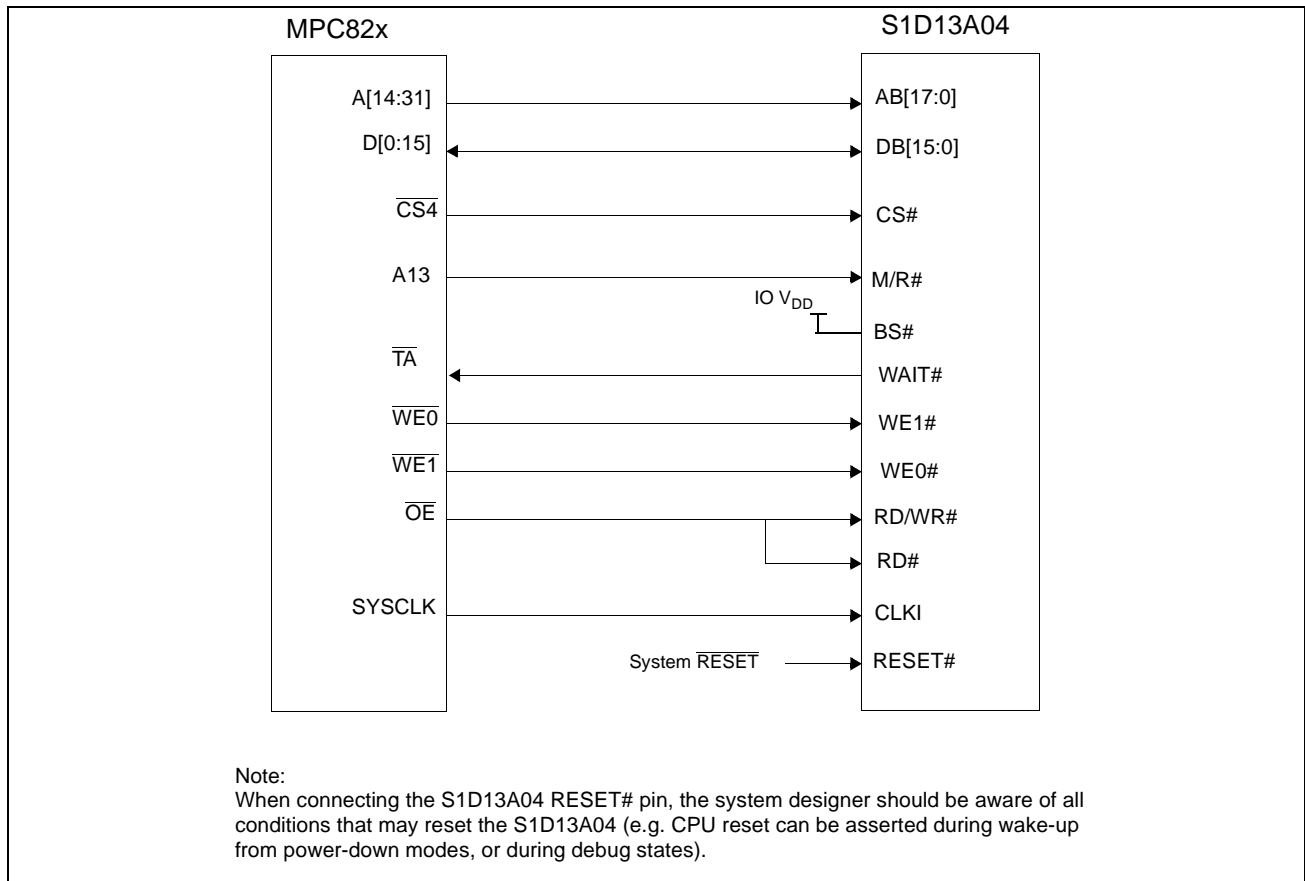 MPC82x
S1D13A04
A[14:31]
AB[17:0]
D[0:15]
DB[15:0]
CS4
CS#
A13
M/R#
IO VDD
BS#
TA
WAIT#
WE0
WE1#
WE1
WE0#
OE
RD/WR#
RD#
SYSCLK
CLKI
System RESET
RESET#
Note:
When connecting the S1D13A04 RESET# pin, the system designer should be aware of all
conditions that may reset the S1D13A04 (e.g. CPU reset can be asserted during wake-up
from power-down modes, or during debug states).